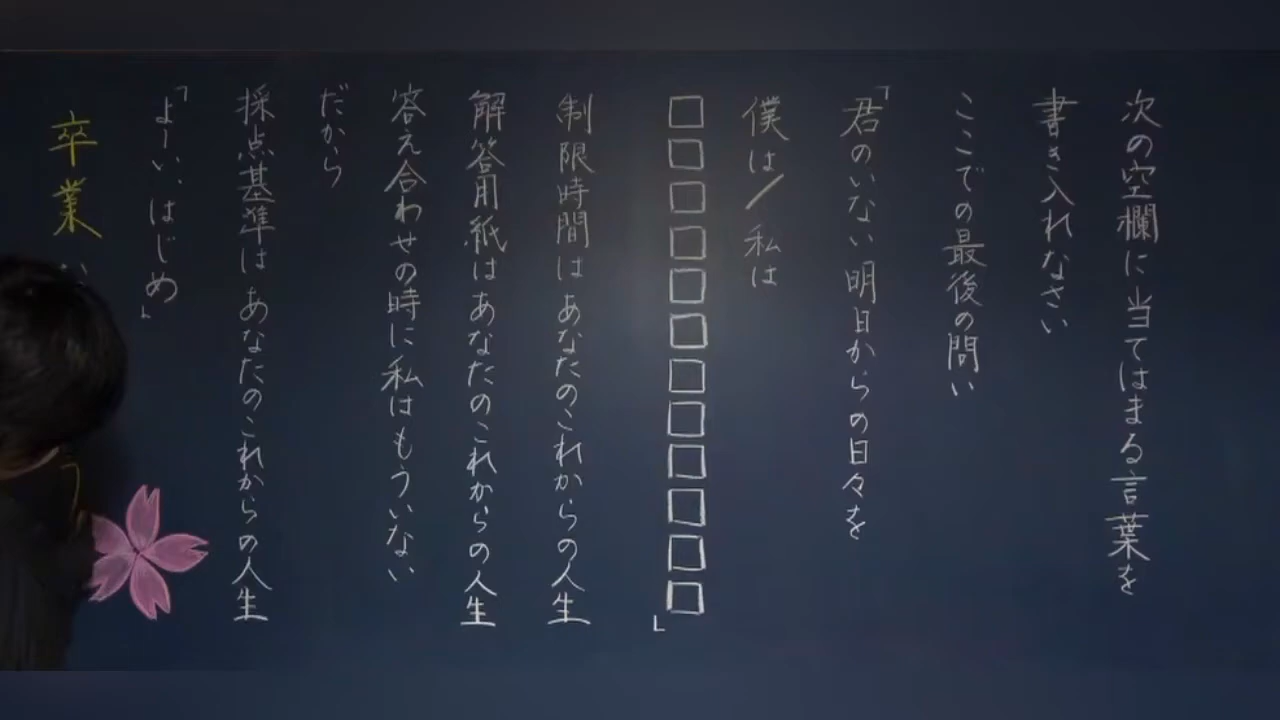 次の空欄に当てはまる言葉を
書き入れなさい
ここでの最後の問い
「君のいない明日からの日々を
僕は/私は
□□□□□□□□□□□□」
制限時間はあなたのこれからの人生
解答用紙はあなたのこれからの人生
答え合わせの時に私はもういない
だから
採点基準はあなたのこれからの人生
「よーい、はじめ」
卒業